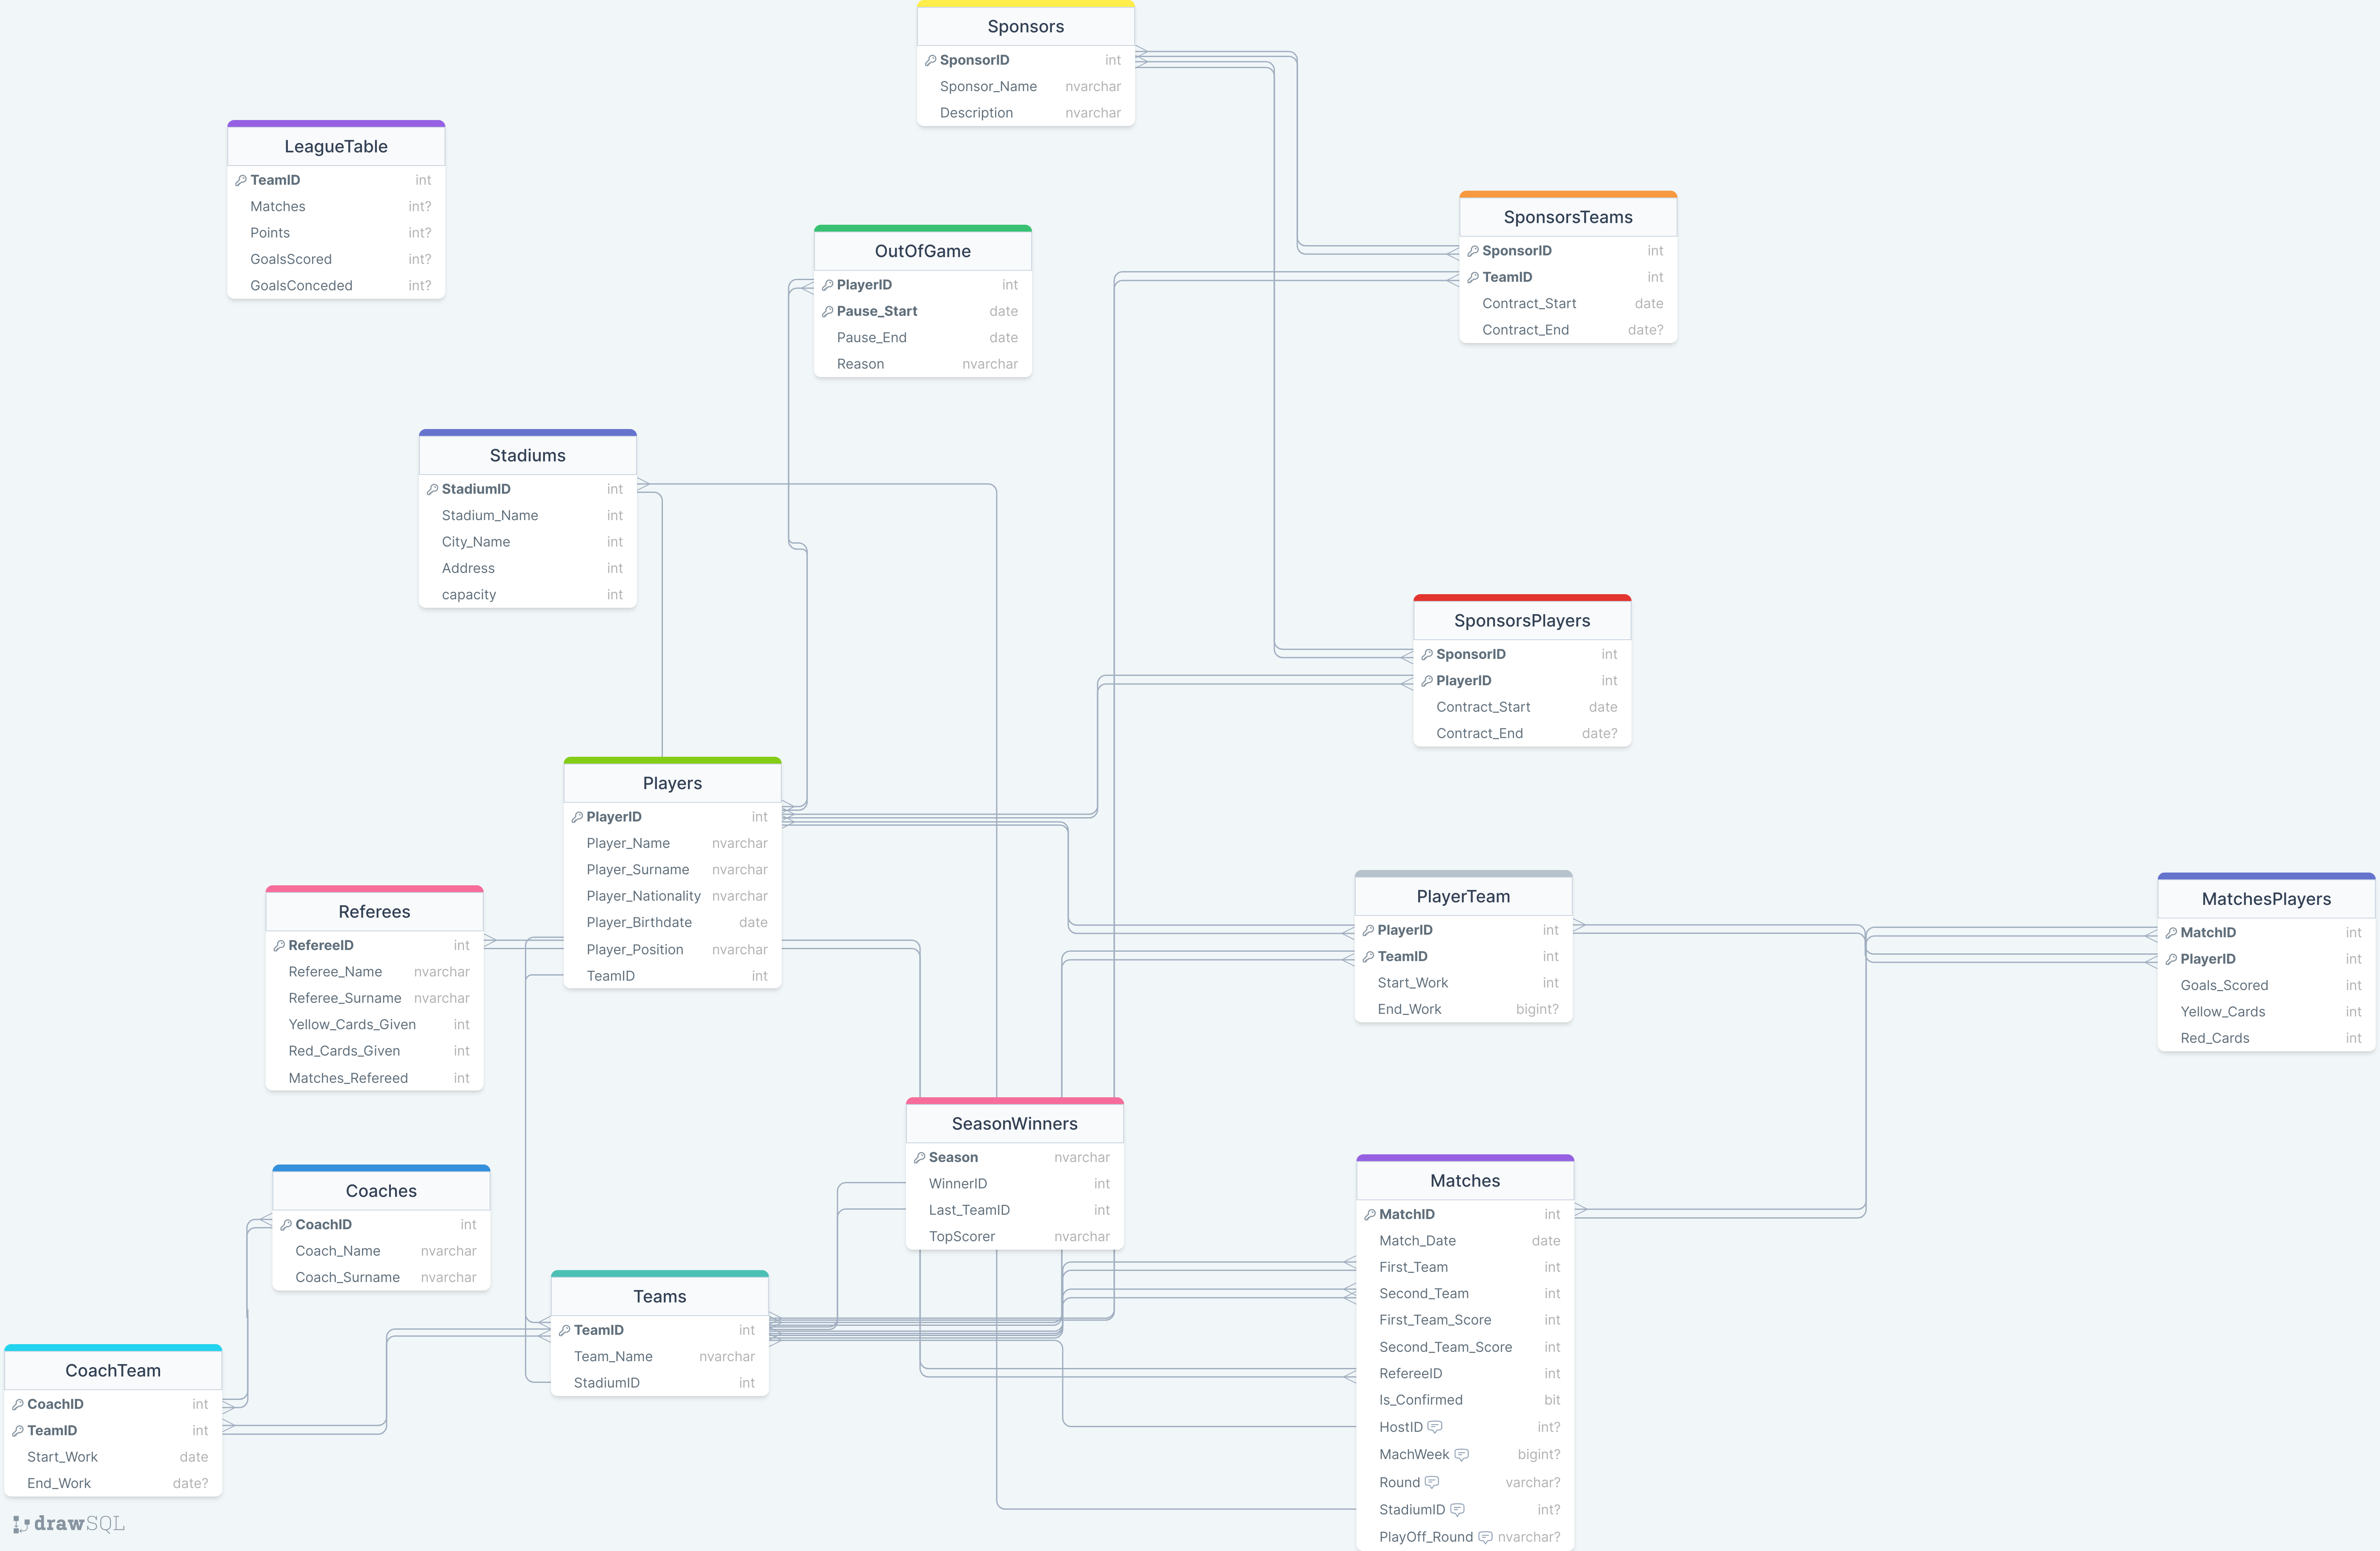 Sponsors
SponsorID int
Sponsor_Name nvarchar
Description nvarchar
LeagueTable
TeamID int
Matches int?
Points int?
GoalsScored int?
GoalsConceded int?
SponsorsTeams
SponsorID int
TeamID int
Contract_Start date
Contract_End date?
OutOfGame
PlayerID int
Pause_Start date
Pause_End date
Reason nvarchar
Stadiums
StadiumID int
Stadium_Name int
City_Name int
Address int
capacity int
SponsorsPlayers
SponsorID int
PlayerID int
Contract_Start date
Contract_End date?
Players
PlayerID int
Player_Name nvarchar
Player_Surname nvarchar
Player_Nationality nvarchar
Player_Birthdate date
Player_Position nvarchar
TeamID int
Referees
RefereeID int
Referee_Name nvarchar
Referee_Surname nvarchar
Yellow_Cards_Given int
Red_Cards_Given int
Matches_Refereed int
PlayerTeam
PlayerID int
TeamID int
Start_Work int
End_Work bigint?
MatchesPlayers
MatchID int
PlayerID int
Goals_Scored int
Yellow_Cards int
Red_Cards int
SeasonWinners
Season nvarchar
WinnerID int
Last_TeamID int
TopScorer nvarchar
Coaches
CoachID int
Coach_Name nvarchar
Coach_Surname nvarchar
Teams
TeamID int
Team_Name nvarchar
StadiumID int
Matches
MatchID int
Match_Date date
First_Team int
Second_Team int
First_Team_Score int
Second_Team_Score int
RefereeID int
Is_Confirmed bit
HostID int?
MachWeek bigint?
Round varchar?
StadiumID int?
PlayOff_Round nvarchar?
CoachTeam
CoachID int
TeamID int
Start_Work date
End_Work date?
drawSQL